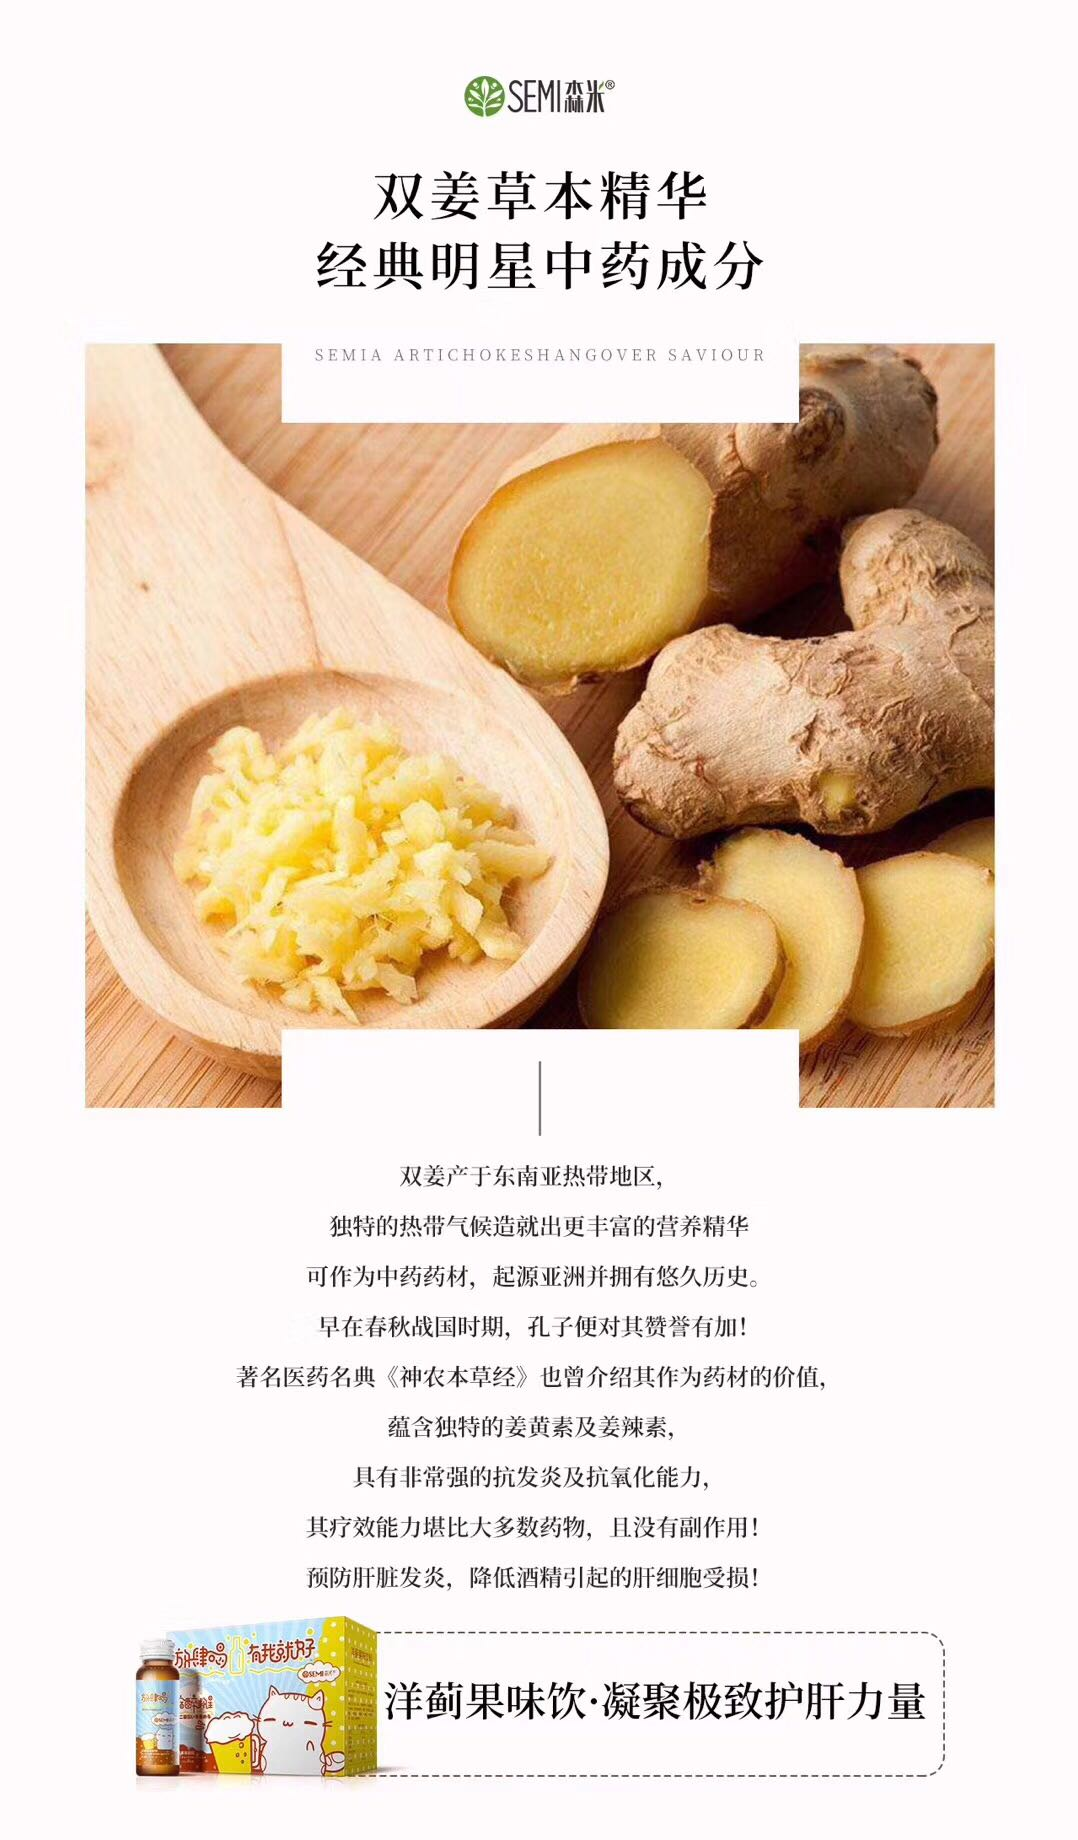 SEMI森米®
双姜草本精华
经典明星中药成分
SEMIA ARTICHOKESHANGOVER SAVIOUR
双姜产于东南亚热带地区，
独特的热带气候造就出更丰富的营养精华
可作为中药药材，起源亚洲并拥有悠久历史。
早在春秋战国时期，孔子便对其赞誉有加！
著名医药名典《神农本草经》也曾介绍其作为药材的价值，
蕴含独特的姜黄素及姜辣素，
具有非常强的抗发炎及抗氧化能力，
其疗效能力堪比大多数药物，且没有副作用！
预防肝脏发炎，降低酒精引起的肝细胞受损！
放肆喝 有我就好
SEMI森米
放肆喝
洋蓟果味饮·凝聚极致护肝力量